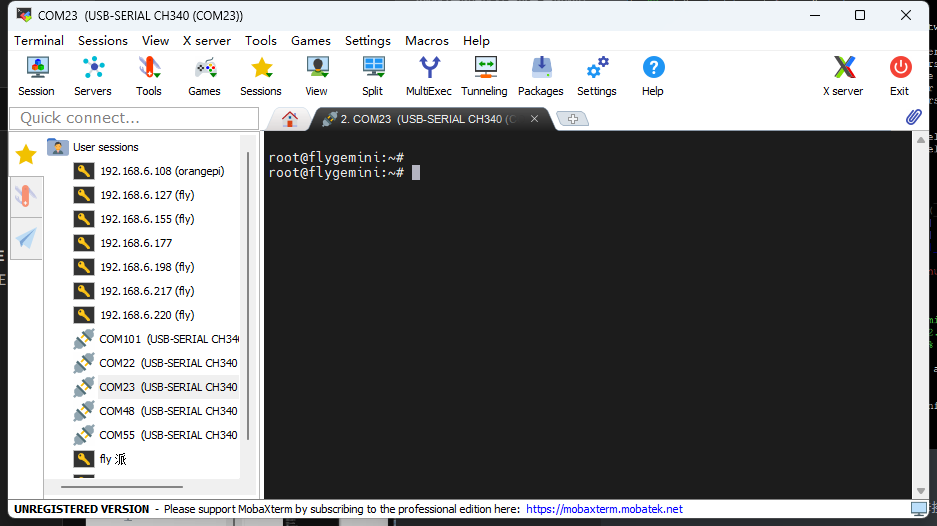 COM23 (USB-SERIAL CH340 (COM23))
Terminal Sessions View X server Tools Games Settings Macros Help
Session Servers Tools Games Sessions View Split MultiExec Tunneling Packages Settings Help X server Exit
Quick connect...
2. COM23 (USB-SERIAL CH340 (C
User sessions
192.168.6.108 (orangepi)
192.168.6.127 (fly)
192.168.6.155 (fly)
192.168.6.177
192.168.6.198 (fly)
192.168.6.217 (fly)
192.168.6.220 (fly)
COM101 (USB-SERIAL CH34
COM22 (USB-SERIAL CH340
COM23 (USB-SERIAL CH340
COM48 (USB-SERIAL CH340
COM55 (USB-SERIAL CH340
fly 派
root@flygemini:~#
root@flygemini:~#
UNREGISTERED VERSION - Please support MobaXterm by subscribing to the professional edition here: https://mobaxterm.mobatek.net